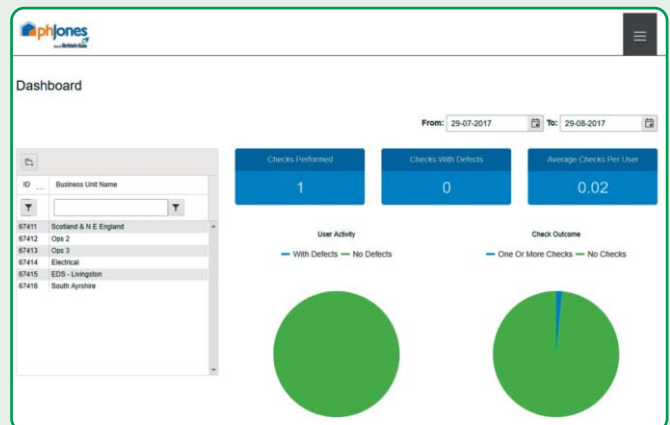 phjones
British Gas
Dashboard
From: 29-07-2017 To: 29-08-2017
Checks Performed
1
Checks With Defects
0
Average Checks Per User
0.02
ID ... Business Unit Name
67411 Scotland & N E England
67412 Ops 2
67413 Ops 3
67414 Electrical
67415 EDS - Livingston
67416 South Ayrshire
User Activity
With Defects No Defects
Check Outcome
One Or More Checks No Checks